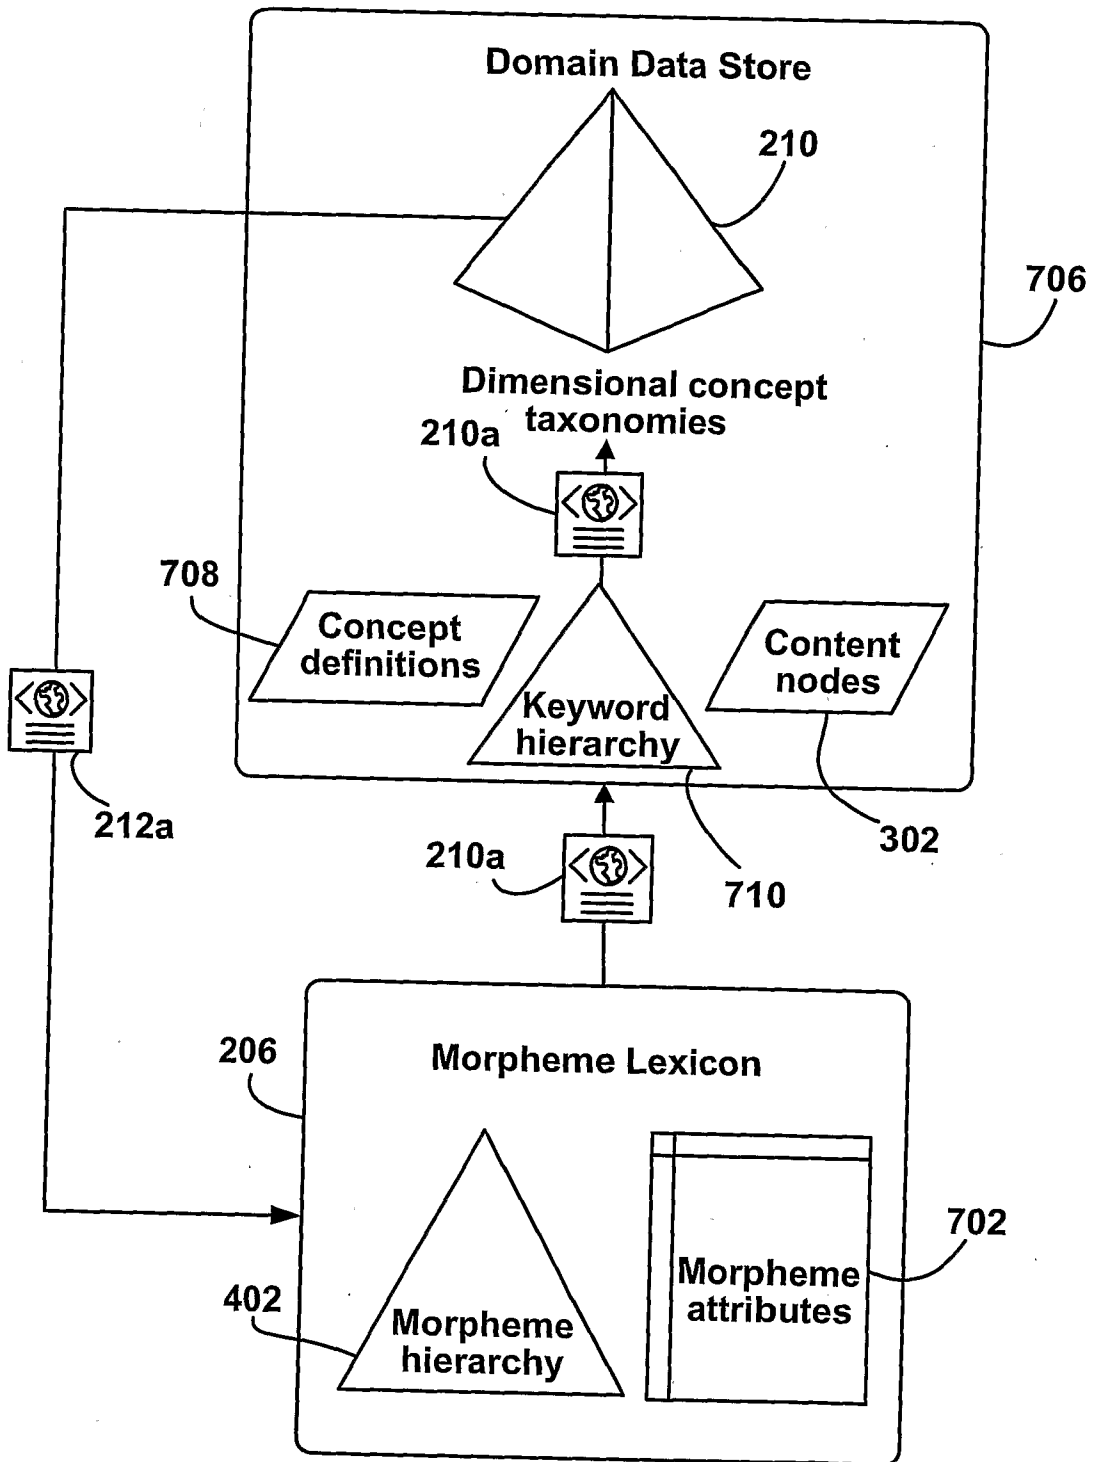 Domain Data Store
210
706
Dimensional concept
taxonomies
210a
708
Concept
definitions
Content
nodes
Keyword
hierarchy
212a
302
210a
710
206
Morpheme Lexicon
702
Morpheme
attributes
402
Morpheme
hierarchy